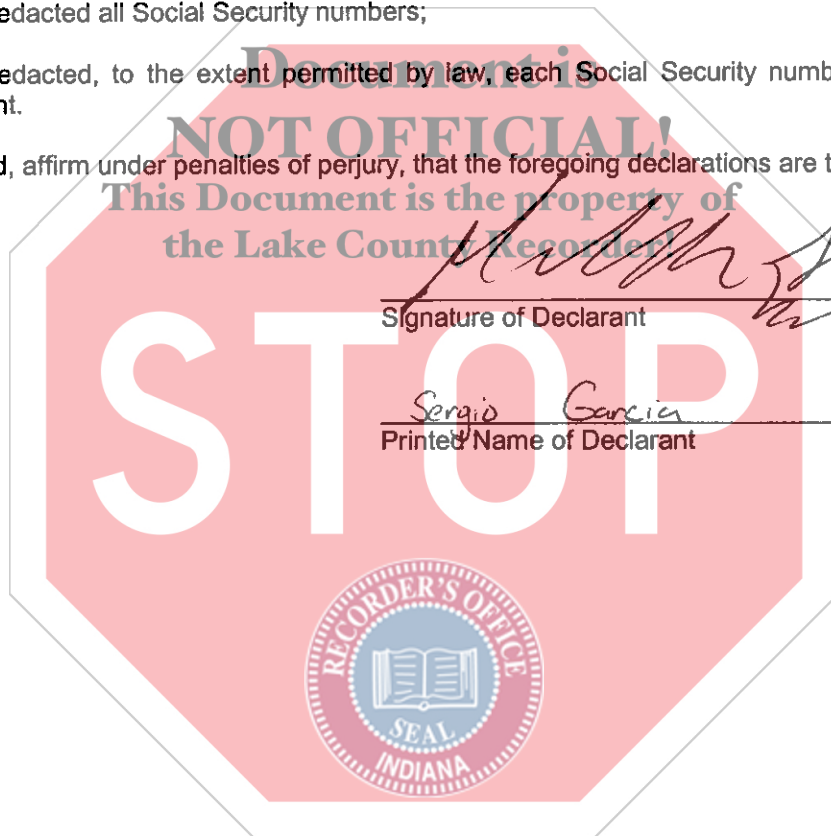 edacted all Social Security numbers;
Document is
edacted, to the extent permitted by law, each Social Security numb
nt.
NOT OFFICIAL!
d, affirm under penalties of perjury, that the foregoing declarations are t
This Document is the property of
the Lake County Recorder!
Signature of Declarant
Sergio Garcia
Printed Name of Declarant
STOP
RECORDER'S OFFICE
SEAL
INDIANA